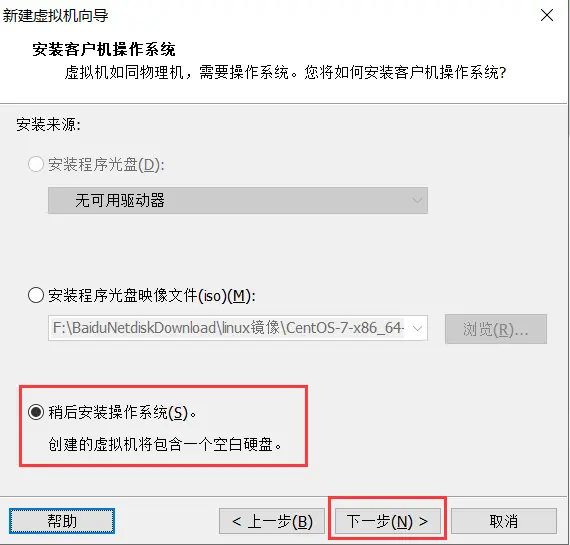 新建虚拟机向导
安装客户机操作系统
虚拟机如同物理机，需要操作系统。您将如何安装客户机操作系统?
安装来源:
安装程序光盘(D):
无可用驱动器
安装程序光盘映像文件(iso)(M):
F:\BaiduNetdiskDownload\linux镜像\CentOS-7-x86_64-
浏览(R)...
稍后安装操作系统(S)。
创建的虚拟机将包含一个空白硬盘。
帮助
< 上一步(B)
下一步(N) >
取消